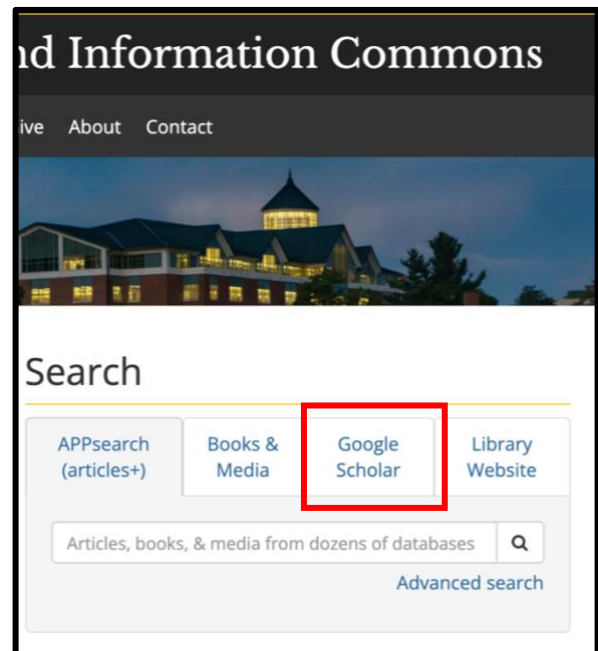 nd Information Commons
ive About Contact
Search
APPsearch (articles+)
Books & Media
Google Scholar
Library Website
Articles, books, & media from dozens of databases
Advanced search